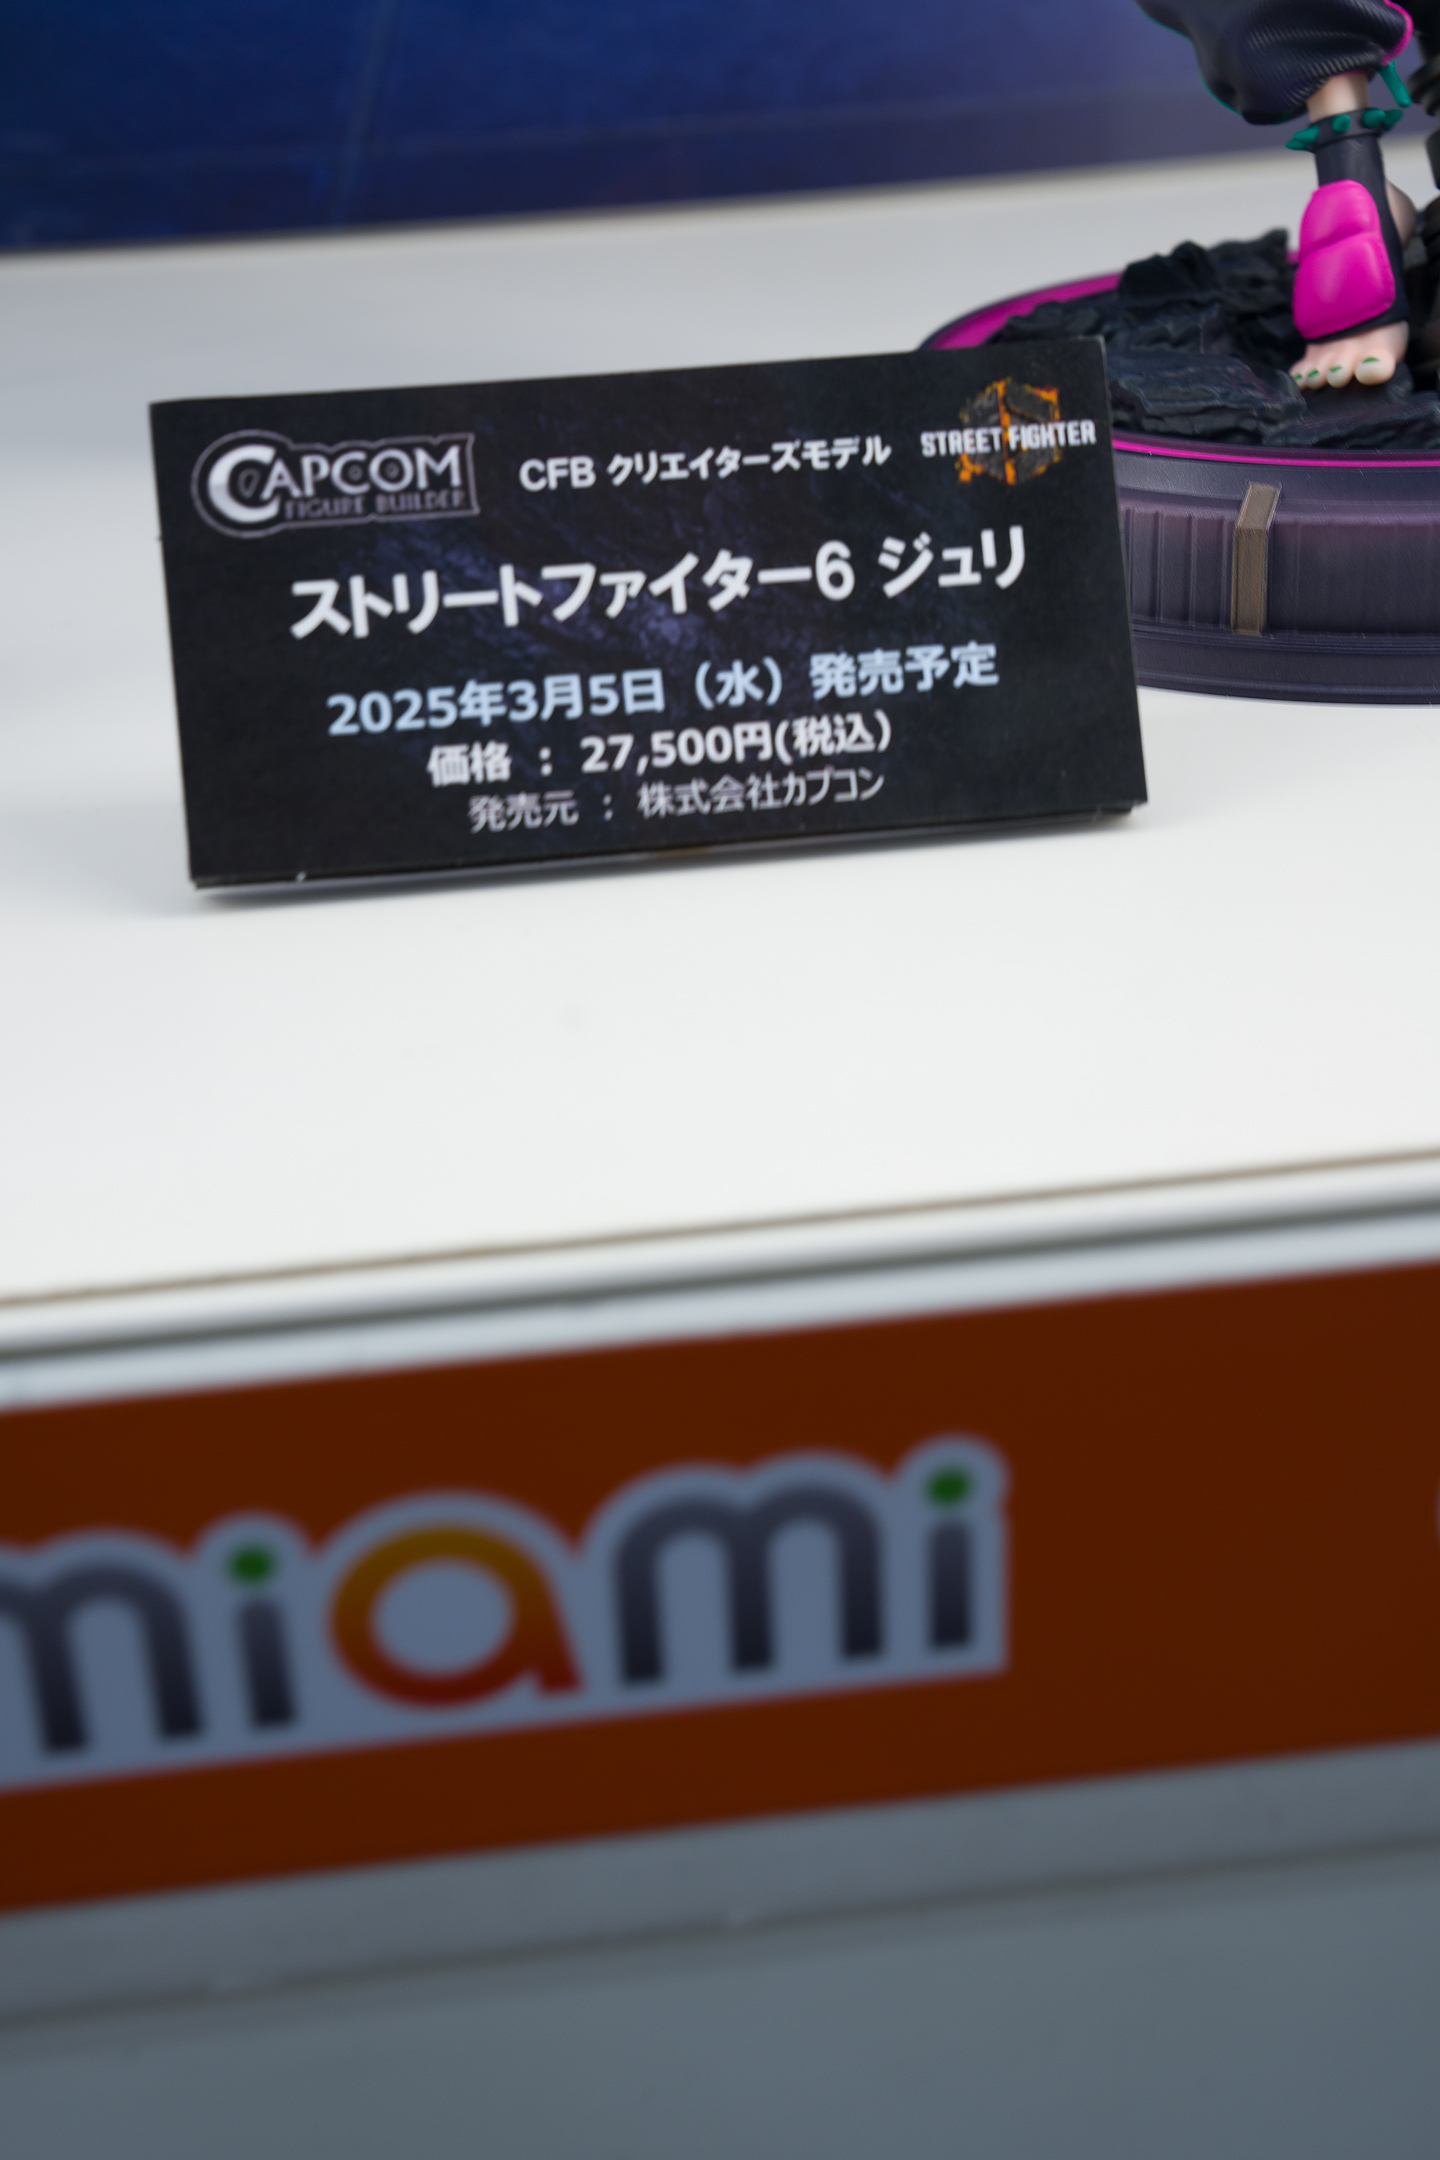 CAPCOM
FIGURE BUILDER
CFB クリエイターズモデル
STREET FIGHTER
ストリートファイター6 ジュリ
2025年3月5日（水）発売予定
価格 ： 27,500円(税込)
発売元 ： 株式会社カプコン
miami